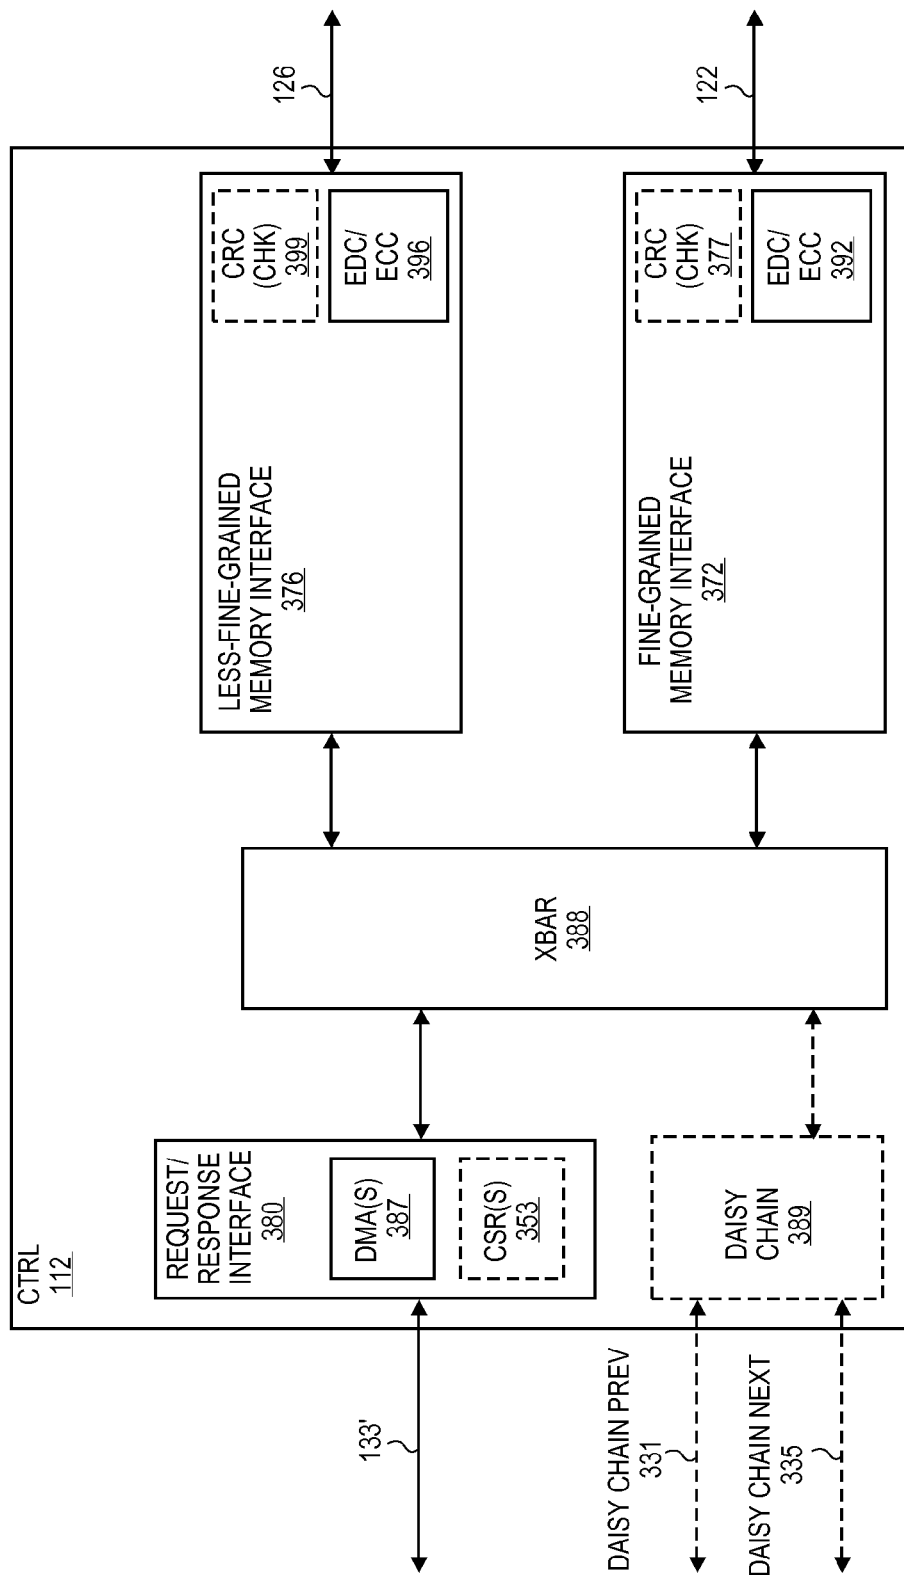 CTRL
112
REQUEST/
RESPONSE
INTERFACE
380
DMA(S)
387
CSR(S)
353
133'
DAISY CHAIN PREV
331
DAISY CHAIN NEXT
335
DAISY
CHAIN
389
XBAR
388
LESS-FINE-GRAINED
MEMORY INTERFACE
376
CRC
(CHK)
399
EDC/
ECC
396
126
FINE-GRAINED
MEMORY INTERFACE
372
CRC
(CHK)
377
EDC/
ECC
392
122